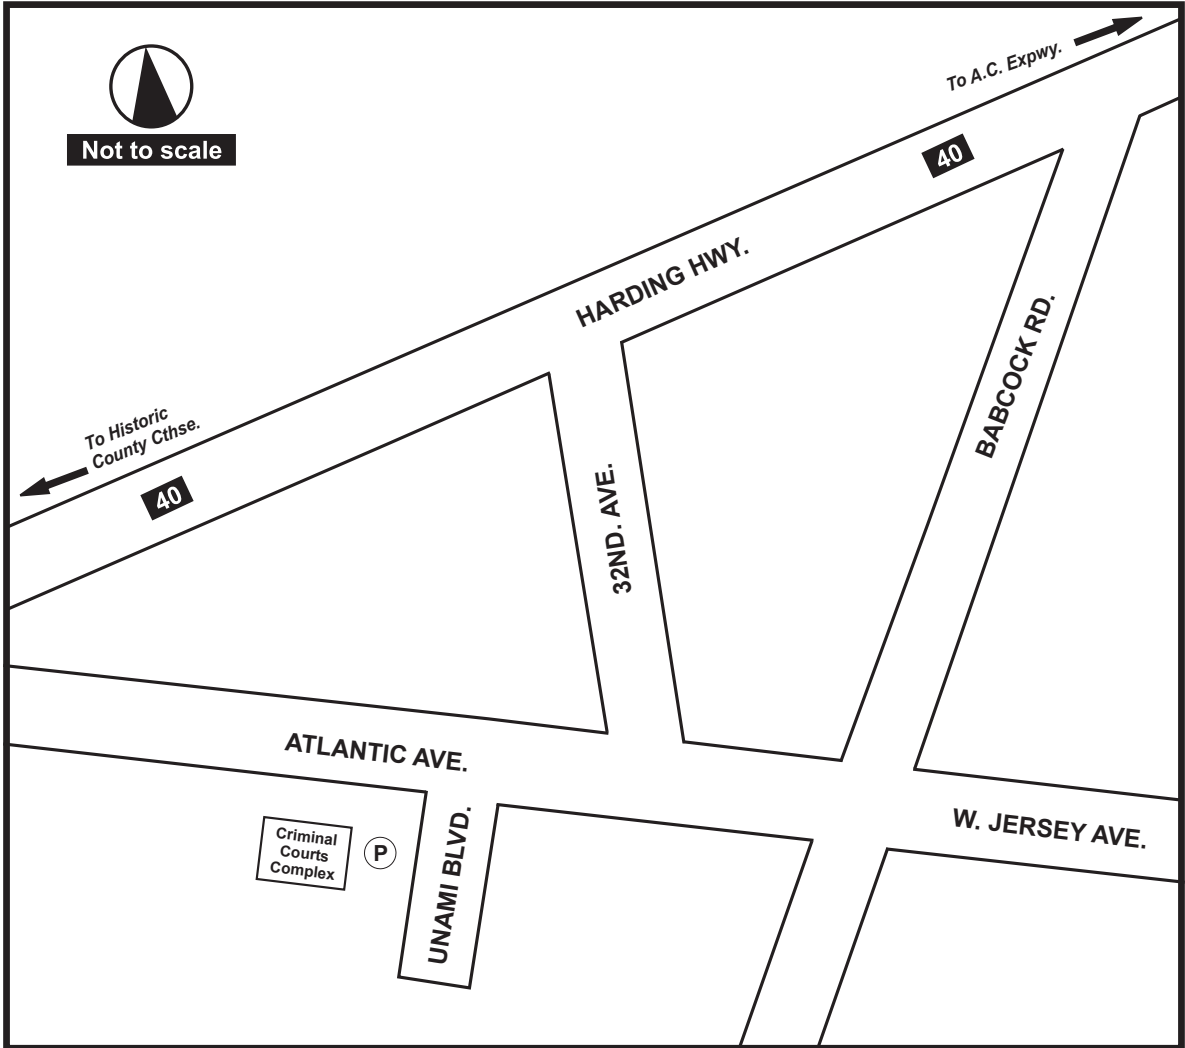 To A.C. Expwy.
Not to scale
40
HARDING HWY.
BABCOCK RD.
To Historic
County Cthse.
40
32ND. AVE.
ATLANTIC AVE.
W. JERSEY AVE.
UNAMI BLVD.
Criminal
Courts
Complex
P